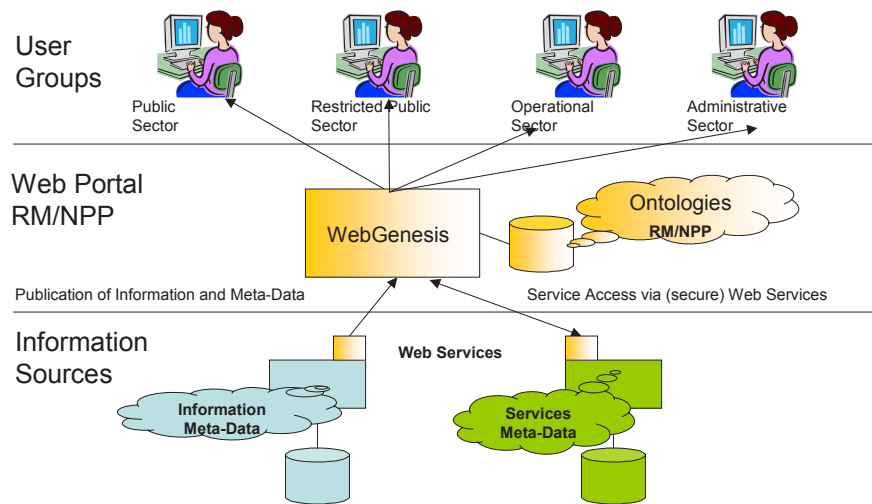 User
Groups
Public
Sector
Restricted Public
Sector
Operational
Sector
Administrative
Sector
Web Portal
RM/NPP
WebGenesis
Ontologies
RM/NPP
Publication of Information and Meta-Data
Service Access via (secure) Web Services
Information
Sources
Web Services
Information
Meta-Data
Services
Meta-Data